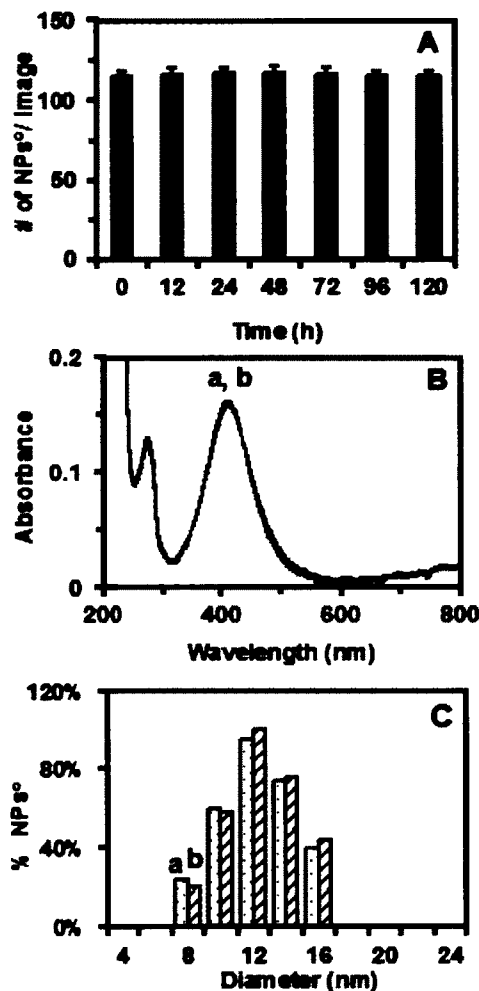 150
A
100
50
0
# of NPsº/ Image
0 12 24 48 72 96 120
Time (h)
0.2
a, b
B
0.1
0
Absorbance
200 400 600 800
Wavelength (nm)
120%
C
80%
40%
0%
a b
% NPsº
4 8 12 16 20 24
Diameter (nm)